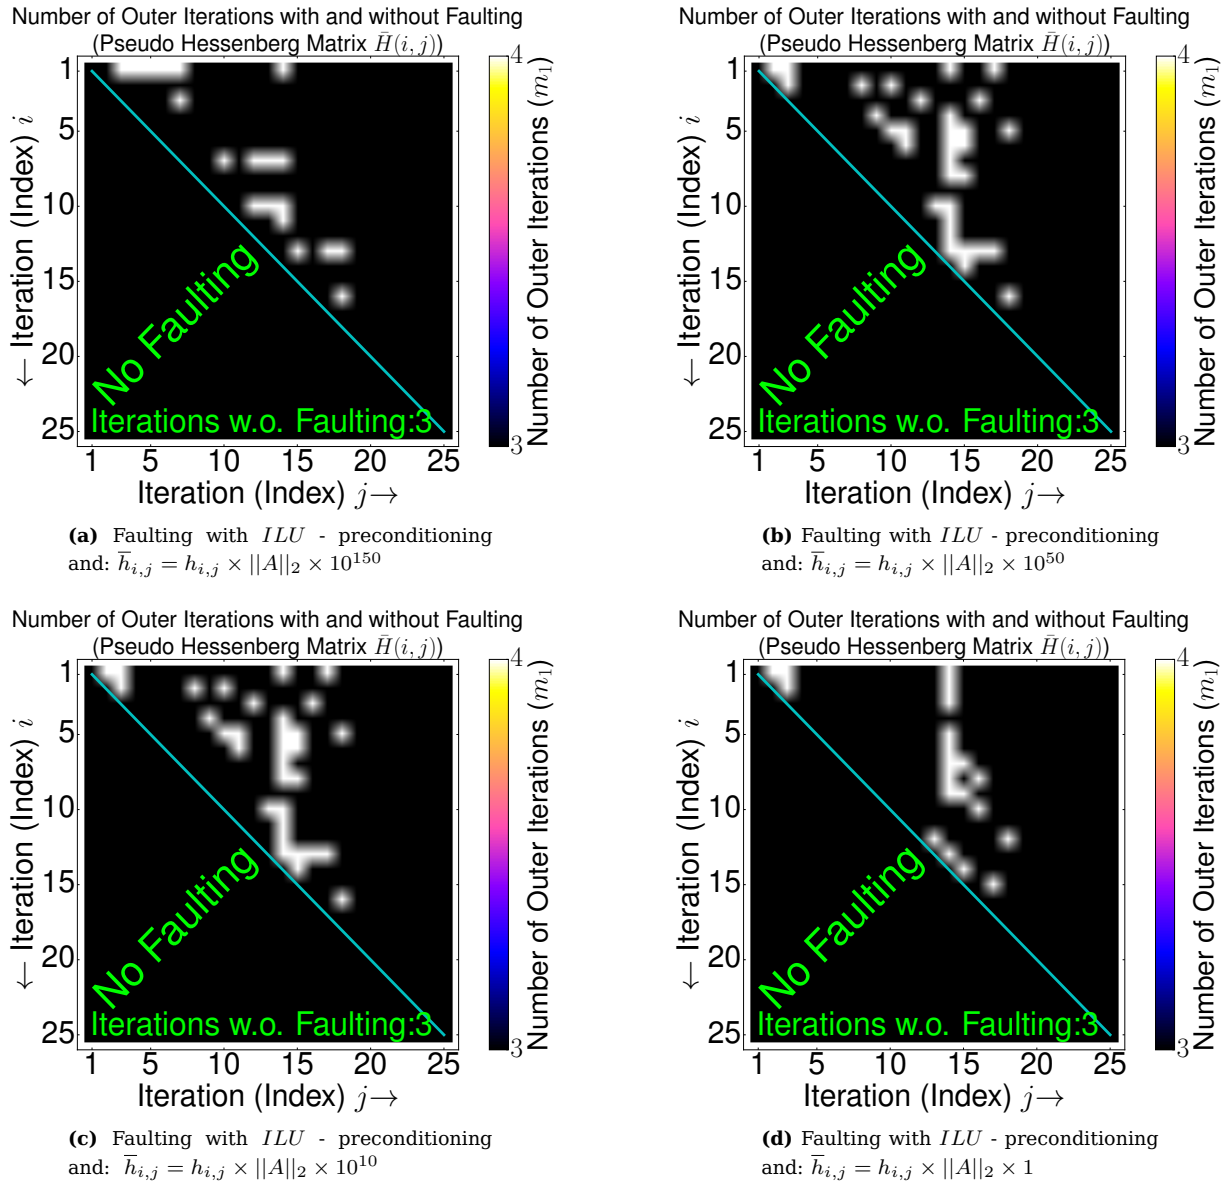 Number of Outer Iterations with and without Faulting
(Pseudo Hessenberg Matrix H̄(i, j))
1
5
10
15
20
25
← Iteration (Index) i
No Faulting
Iterations w.o. Faulting:3
1 5 10 15 20 25
Iteration (Index) j→
4
3
Number of Outer Iterations (m₁)
(a) Faulting with ILU - preconditioning
and: h̅ᵢ,ⱼ = hᵢ,ⱼ × ||A||₂ × 10¹⁵⁰
Number of Outer Iterations with and without Faulting
(Pseudo Hessenberg Matrix H̄(i, j))
1
5
10
15
20
25
← Iteration (Index) i
No Faulting
Iterations w.o. Faulting:3
1 5 10 15 20 25
Iteration (Index) j→
4
3
Number of Outer Iterations (m₁)
(b) Faulting with ILU - preconditioning
and: h̅ᵢ,ⱼ = hᵢ,ⱼ × ||A||₂ × 10⁵⁰
Number of Outer Iterations with and without Faulting
(Pseudo Hessenberg Matrix H̄(i, j))
1
5
10
15
20
25
← Iteration (Index) i
No Faulting
Iterations w.o. Faulting:3
1 5 10 15 20 25
Iteration (Index) j→
4
3
Number of Outer Iterations (m₁)
(c) Faulting with ILU - preconditioning
and: h̅ᵢ,ⱼ = hᵢ,ⱼ × ||A||₂ × 10¹⁰
Number of Outer Iterations with and without Faulting
(Pseudo Hessenberg Matrix H̄(i, j))
1
5
10
15
20
25
← Iteration (Index) i
No Faulting
Iterations w.o. Faulting:3
1 5 10 15 20 25
Iteration (Index) j→
4
3
Number of Outer Iterations (m₁)
(d) Faulting with ILU - preconditioning
and: h̅ᵢ,ⱼ = hᵢ,ⱼ × ||A||₂ × 1